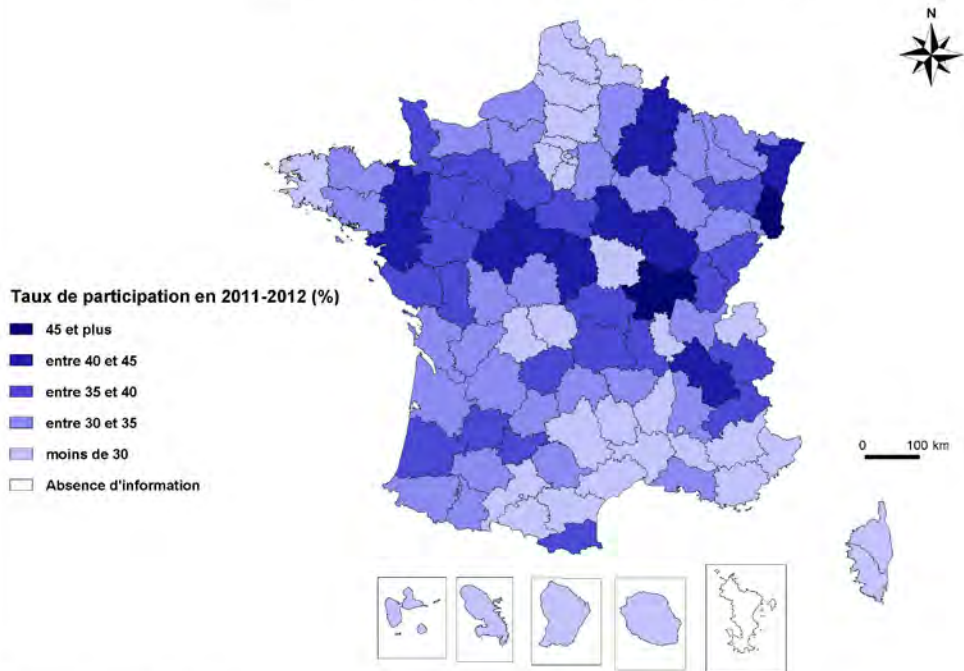 N
Taux de participation en 2011-2012 (%)
45 et plus
entre 40 et 45
entre 35 et 40
entre 30 et 35
moins de 30
Absence d'information
0 100 km